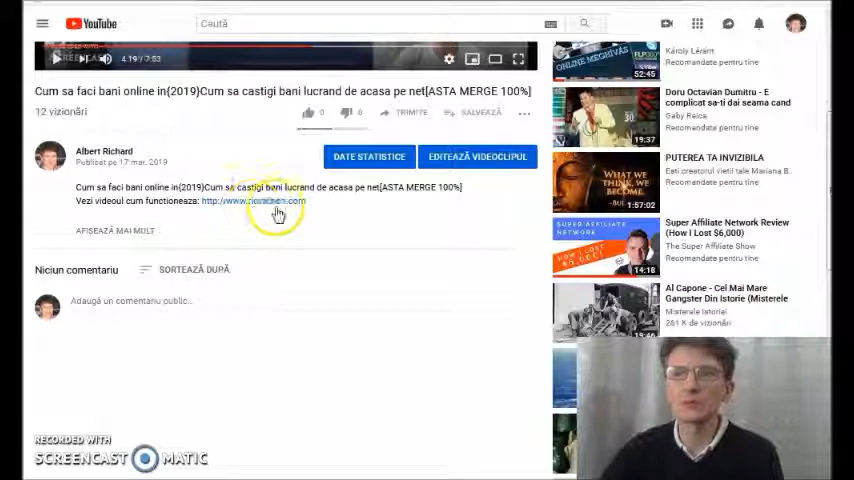 YouTube
Caută
4:19 / 7:53
Cum sa faci bani online in{2019}Cum sa castigi bani lucrand de acasa pe net[ASTA MERGE 100%]
12 vizionări
0
0
TRIMITE
SALVEAZĂ
Albert Richard
Publicat pe 17 mar. 2019
DATE STATISTICE
EDITEAZĂ VIDEOCLIPUL
Cum sa faci bani online in{2019}Cum sa castigi bani lucrand de acasa pe net[ASTA MERGE 100%]
Vezi videoul cum functioneaza:
AFIȘEAZĂ MAI MULT
Niciun comentariu
SORTEAZĂ DUPĂ
Adaugă un comentariu public...
ONLINE MEGHÍVÁS
52:45
Károly Léránt
Recomandate pentru tine
30
19:37
Doru Octavian Dumitru - E
complicat sa-ti dai seama cand
Gaby Reica
Recomandate pentru tine
WHAT WE
THINK, WE
BECOME.
1:57:02
PUTEREA TA INVIZIBILA
Esti creatorul vietii tale Mariana B.
Recomandate pentru tine
SUPER AFFILIATE
NETWORK
14:18
Super Affiliate Network Review
(How I Lost $6,000)
The Super Affiliate Show
Recomandate pentru tine
19:46
Al Capone - Cel Mai Mare
Gangster Din Istorie (Misterele
Misterele Istoriei
261 K de vizionări
RECORDED WITH
SCREENCAST MATIC